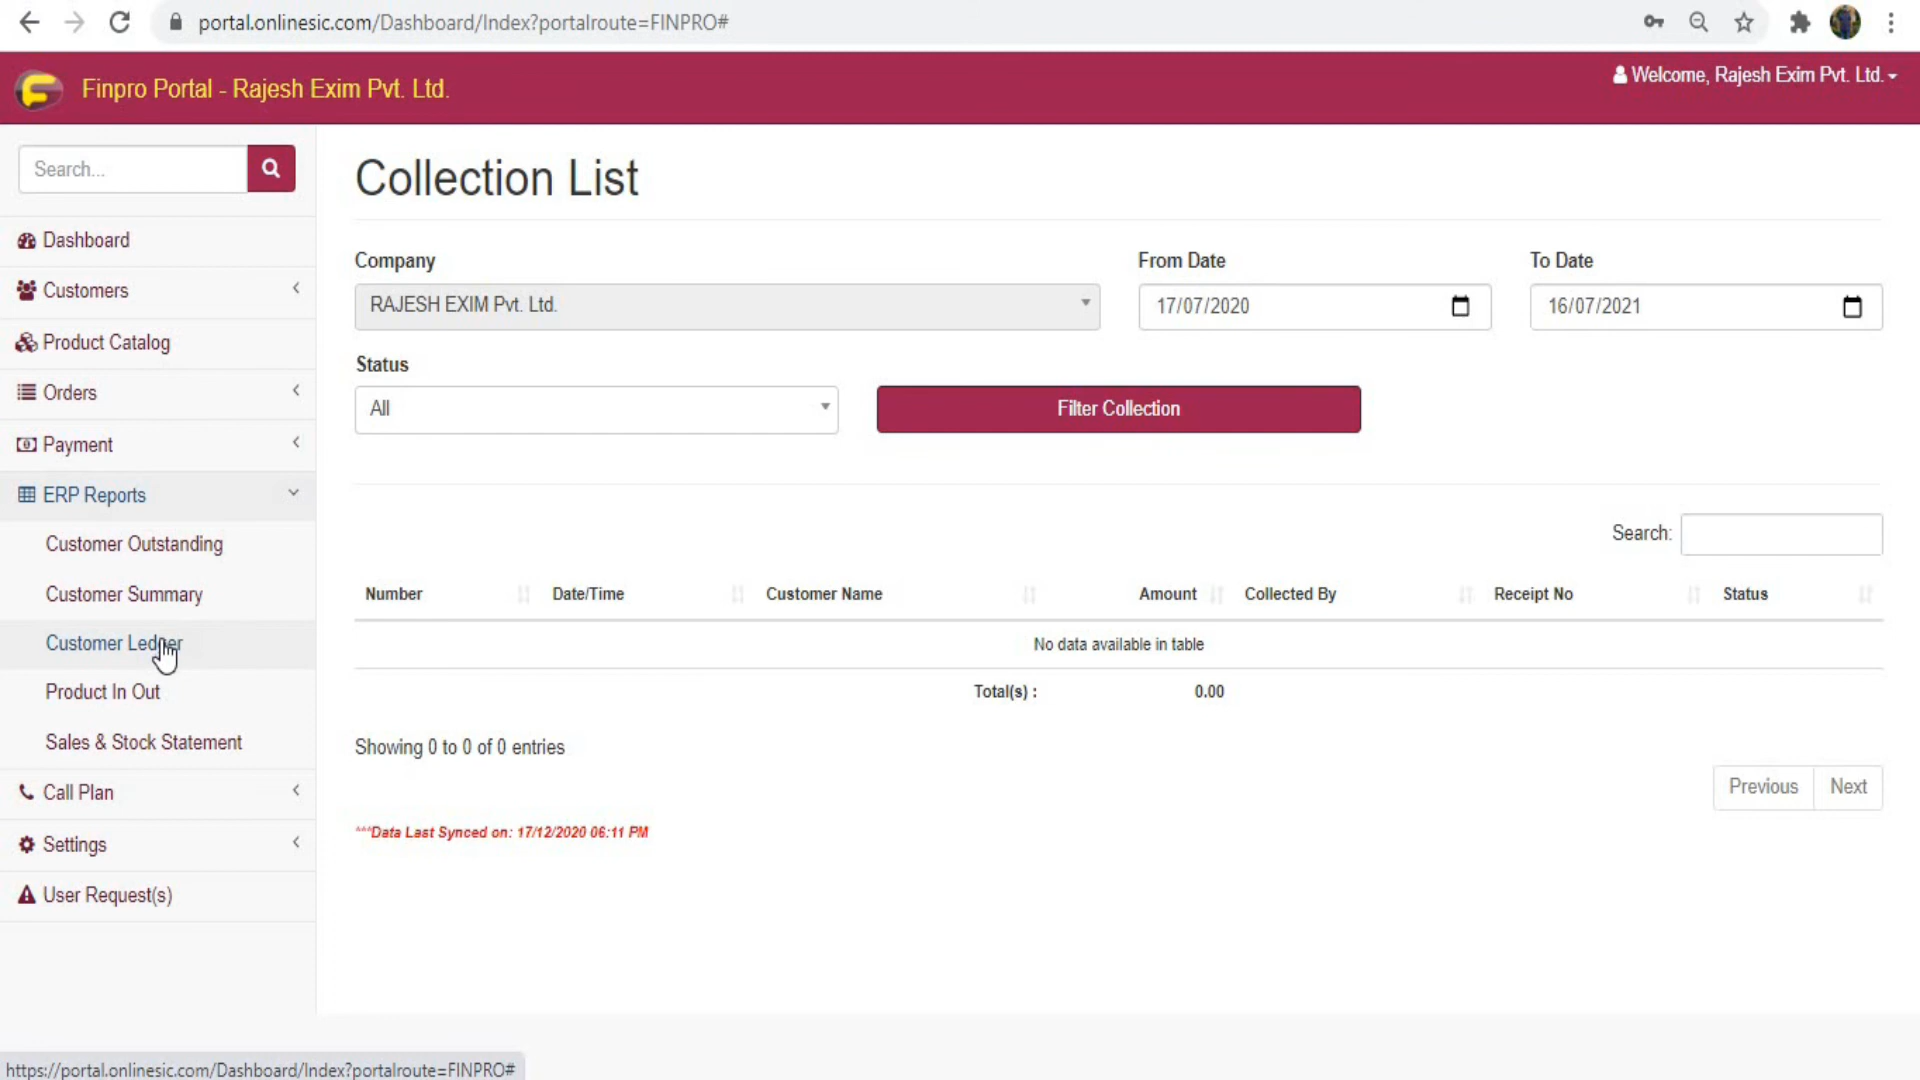 portal.onlinesic.com/Dashboard/Index?portalroute=FINPRO#
Finpro Portal - Rajesh Exim Pvt. Ltd.
Welcome, Rajesh Exim Pvt. Ltd.
Search...
Dashboard
Customers
Product Catalog
Orders
Payment
ERP Reports
Customer Outstanding
Customer Summary
Customer Ledger
Product In Out
Sales & Stock Statement
Call Plan
Settings
User Request(s)
Collection List
Company
From Date
To Date
RAJESH EXIM Pvt. Ltd.
17/07/2020
16/07/2021
Status
All
Filter Collection
Search:
Number Date/Time Customer Name Amount Collected By Receipt No Status
No data available in table
Total(s) : 0.00
Showing 0 to 0 of 0 entries
Previous Next
***Data Last Synced on: 17/12/2020 06:11 PM
https://portal.onlinesic.com/Dashboard/Index?portalroute=FINPRO#